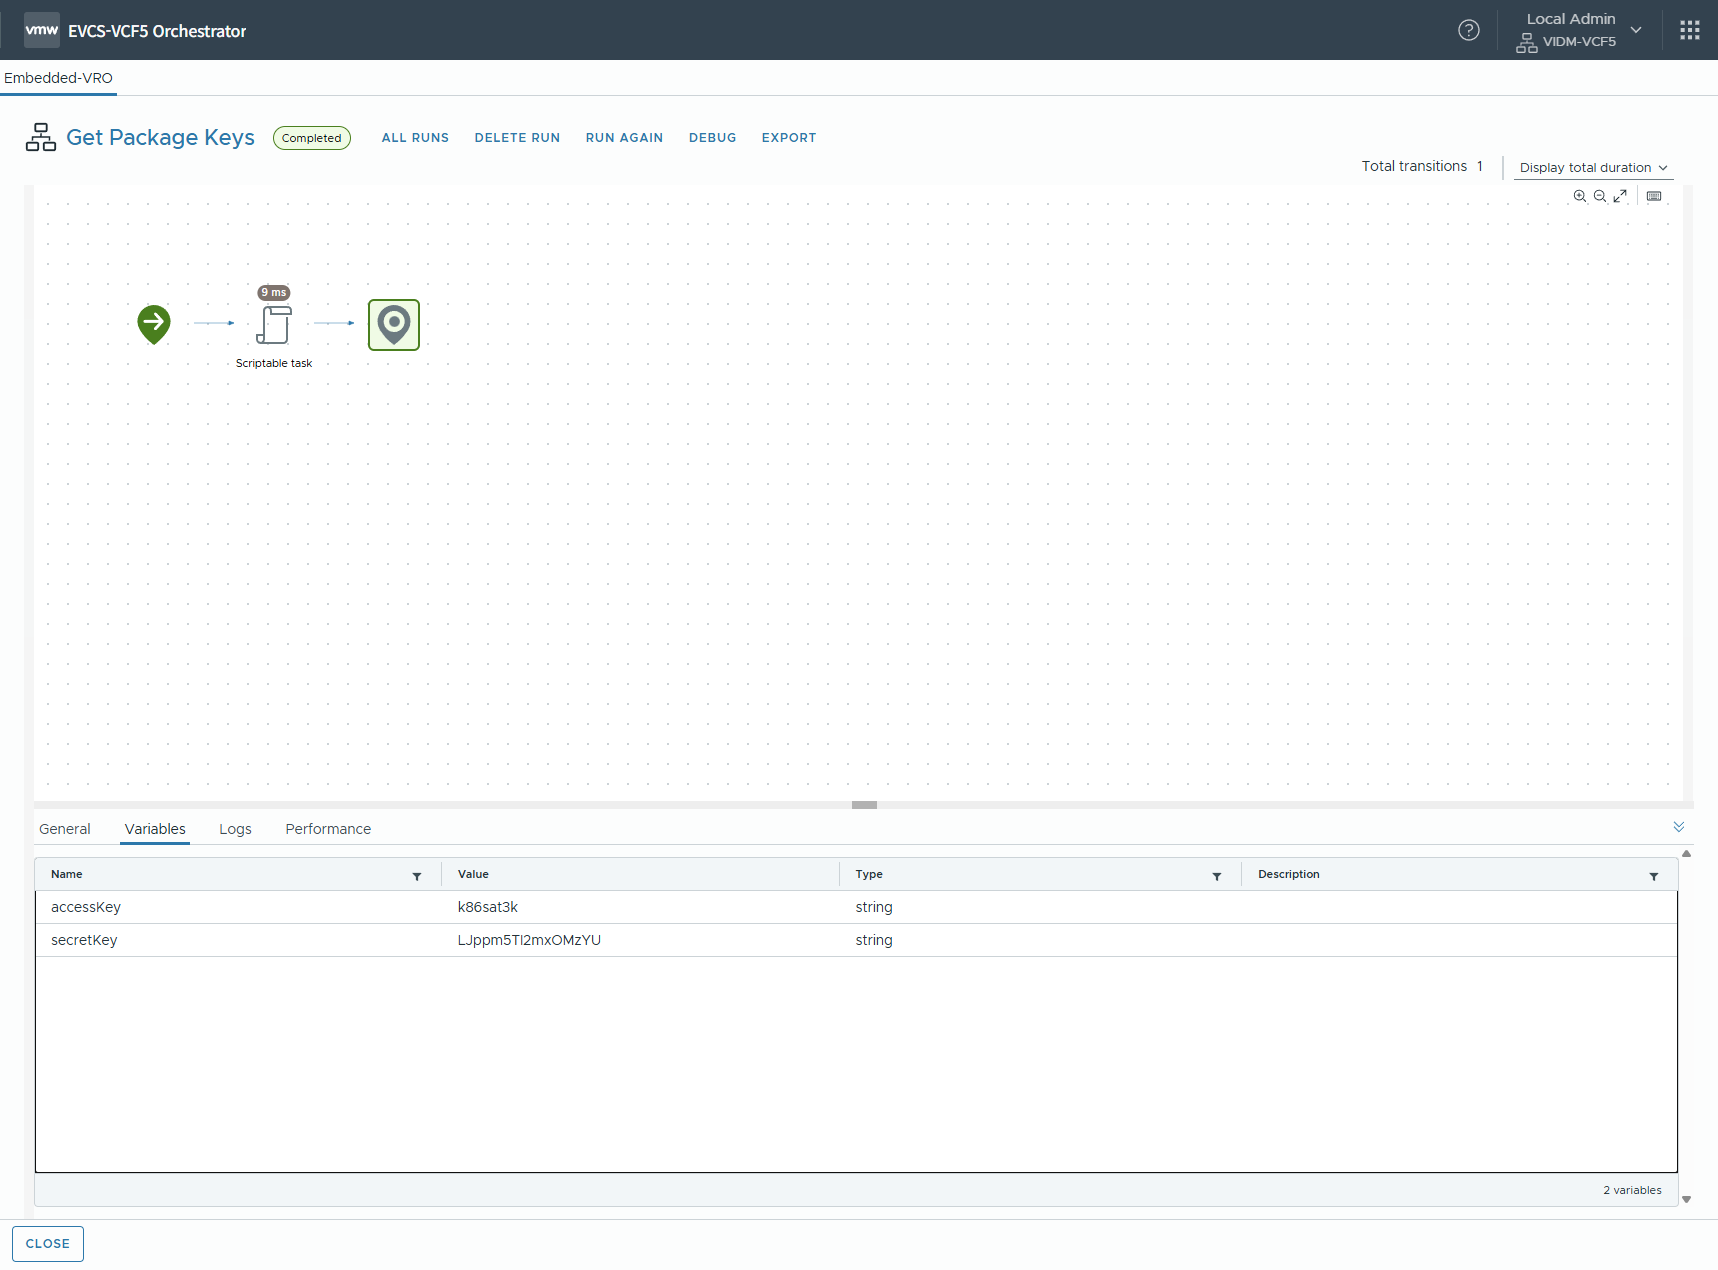 vmw EVCS-VCF5 Orchestrator
Local Admin
VIDM-VCF5
Embedded-VRO
Get Package Keys Completed ALL RUNS DELETE RUN RUN AGAIN DEBUG EXPORT
Total transitions 1 Display total duration
9 ms
Scriptable task
General Variables Logs Performance
Name Value Type Description
accessKey k86sat3k string
secretKey LJppm5Tl2mxOMzYU string
2 variables
CLOSE